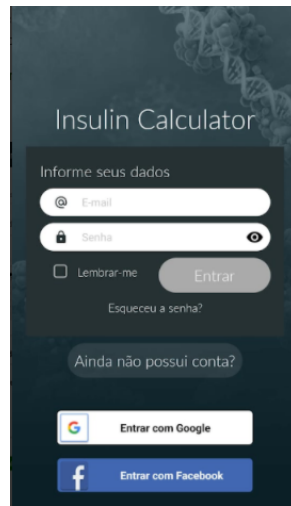 Insulin Calculator
Informe seus dados
@ E-mail
Senha
Lembrar-me
Entrar
Esqueceu a senha?
Ainda não possui conta?
G Entrar com Google
f Entrar com Facebook